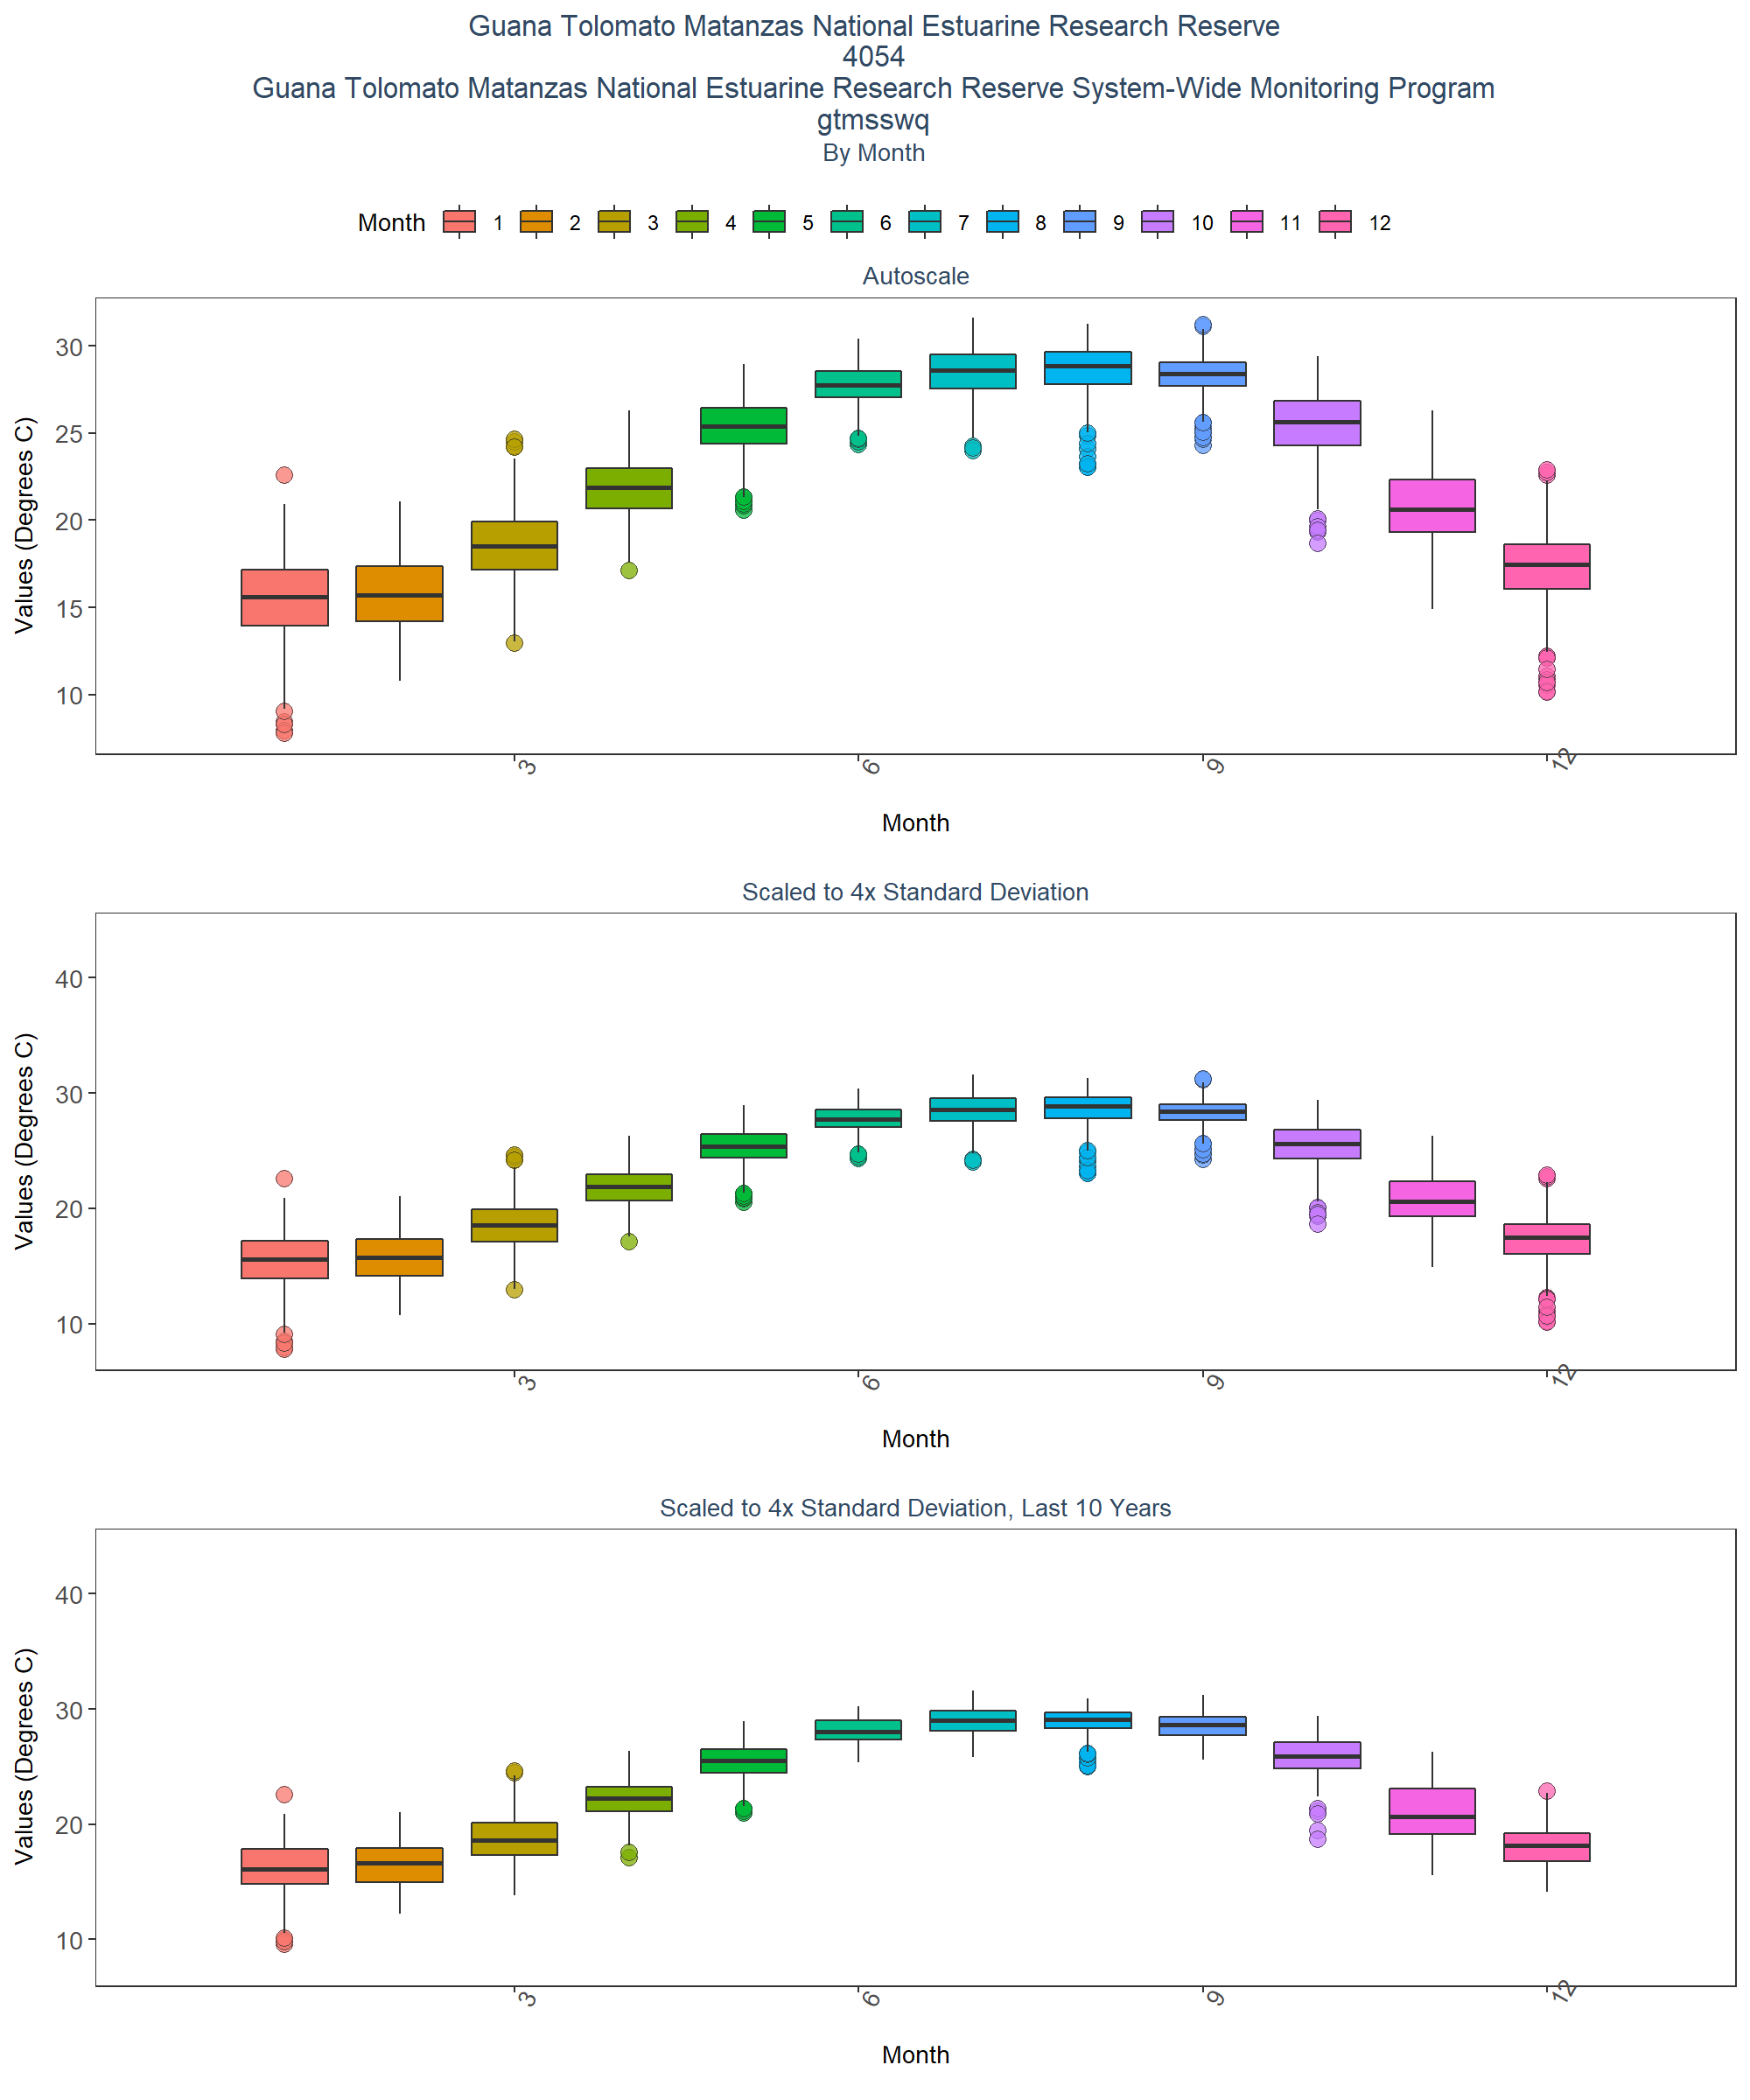 Guana Tolomato Matanzas National Estuarine Research Reserve
4054
Guana Tolomato Matanzas National Estuarine Research Reserve System-Wide Monitoring Program
gtmsswq
By Month
Month 1 2 3 4 5 6 7 8 9 10 11 12
Autoscale
Values (Degrees C)
30
25
20
15
10
3 6 9 12
Month
Scaled to 4x Standard Deviation
Values (Degrees C)
40
30
20
10
3 6 9 12
Month
Scaled to 4x Standard Deviation, Last 10 Years
Values (Degrees C)
40
30
20
10
3 6 9 12
Month